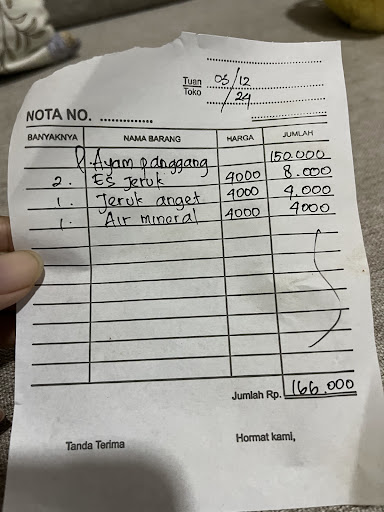 Tuan 05/12
Toko /24
NOTA NO. ..............
BANYAKNYA NAMA BARANG HARGA JUMLAH
1 Ayam panggang 150.000
2. Es Jeruk 4000 8.000
1. Jeruk anget 4000 4.000
1. Air mineral 4000 4000
Jumlah Rp. 166.000
Tanda Terima Hormat kami,